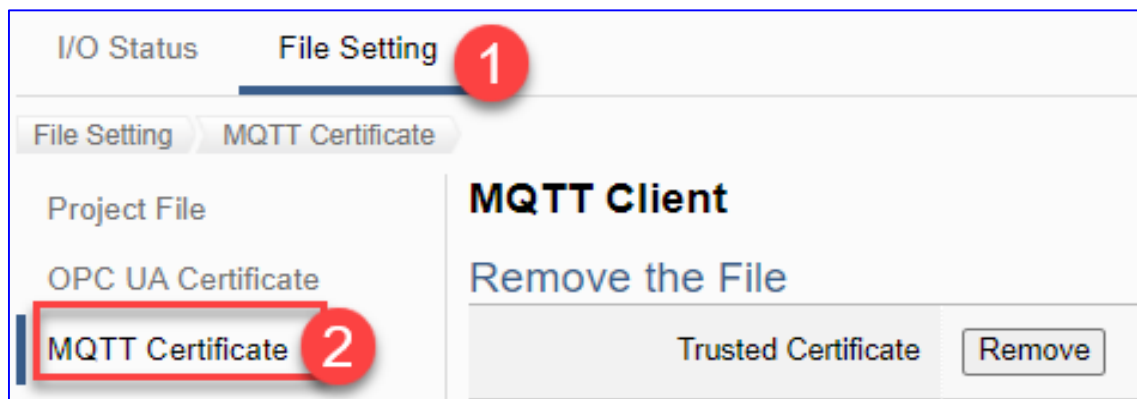 I/O Status File Setting 1
File Setting MQTT Certificate
Project File
OPC UA Certificate
MQTT Certificate 2
MQTT Client
Remove the File
Trusted Certificate Remove